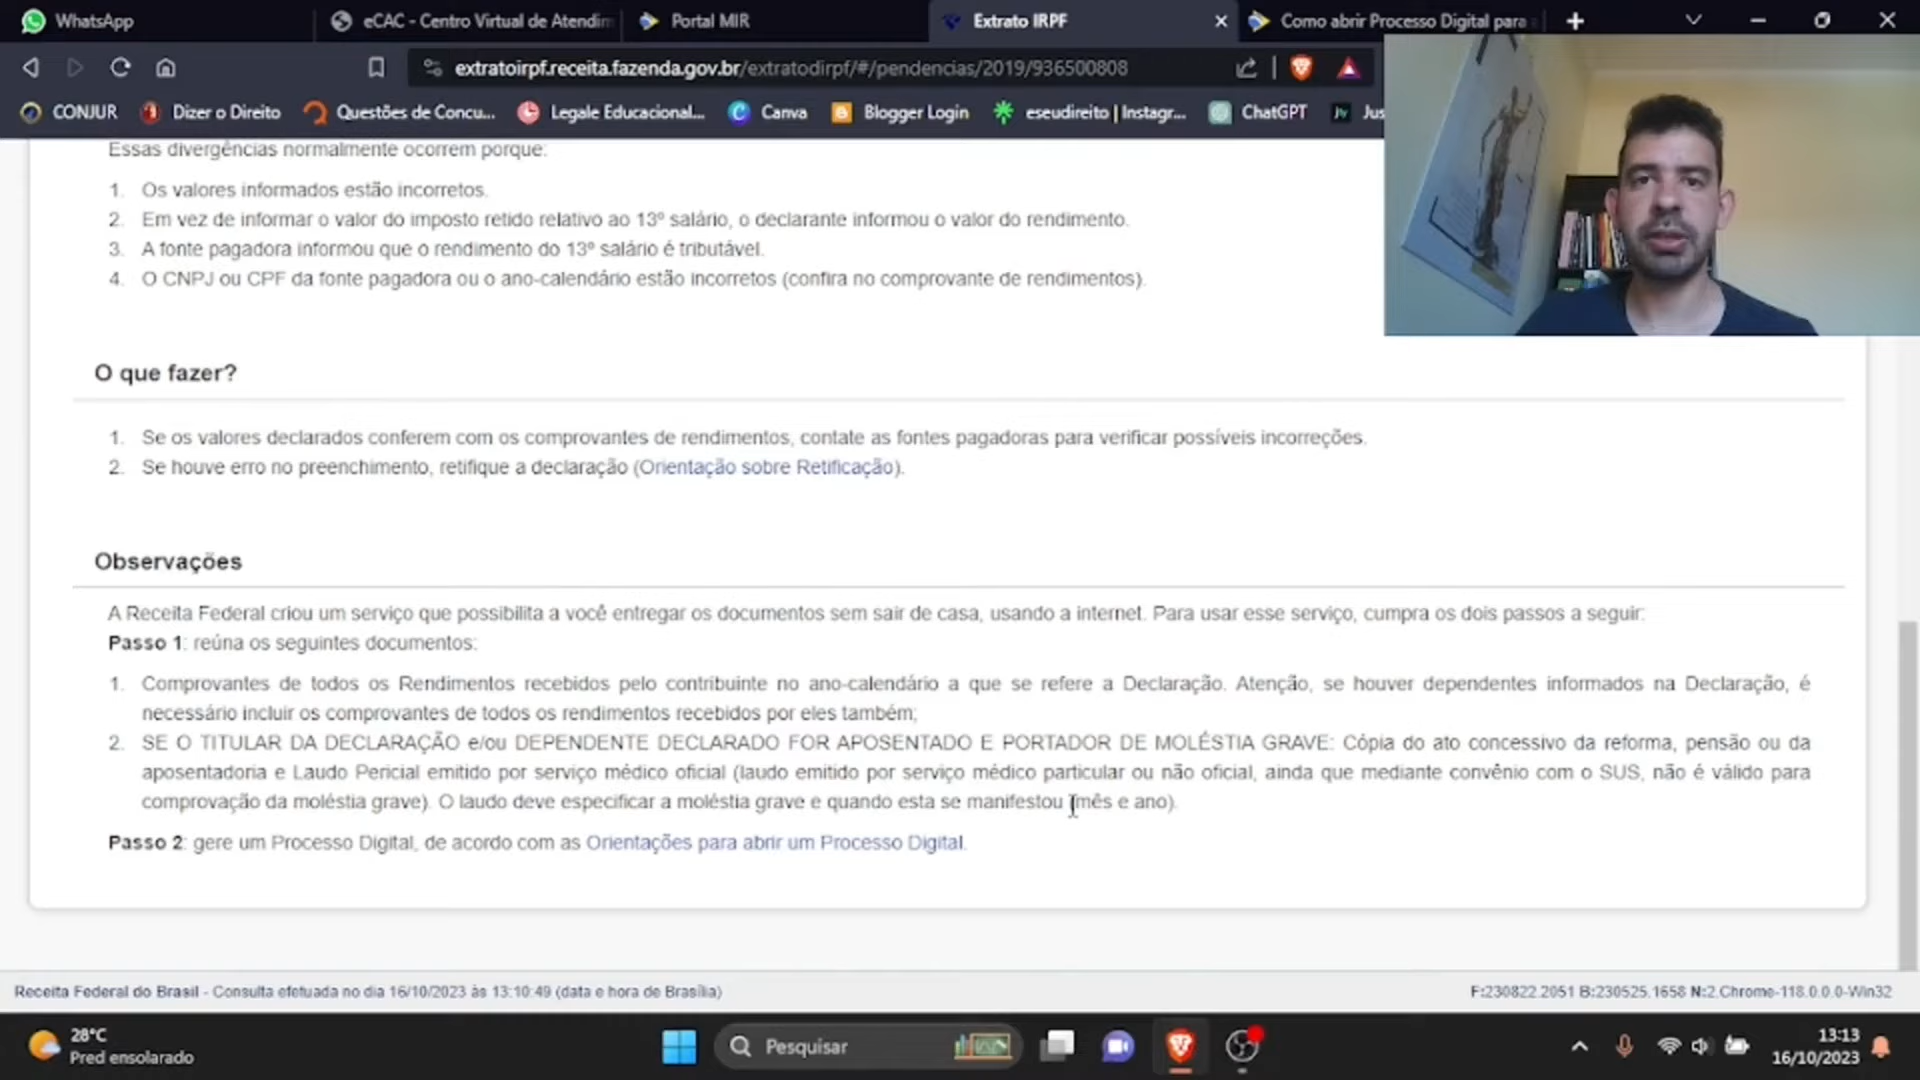 WhatsApp
eCAC - Centro Virtual de Atendim
Portal MIR
Extrato IRPF
Como abrir Processo Digital para
extratoirpf.receita.fazenda.gov.br/extratodirpf/#/pendencias/2019/936500808
CONJUR
Dizer o Direito
Questões de Concu...
Legale Educacional...
Canva
Blogger Login
eseudireito | Instagr...
ChatGPT
Jus
Essas divergências normalmente ocorrem porque:
1. Os valores informados estão incorretos.
2. Em vez de informar o valor do imposto retido relativo ao 13º salário, o declarante informou o valor do rendimento.
3. A fonte pagadora informou que o rendimento do 13º salário é tributável.
4. O CNPJ ou CPF da fonte pagadora ou o ano-calendário estão incorretos (confira no comprovante de rendimentos).
O que fazer?
1. Se os valores declarados conferem com os comprovantes de rendimentos, contate as fontes pagadoras para verificar possíveis incorreções.
2. Se houve erro no preenchimento, retifique a declaração (Orientação sobre Retificação).
Observações
A Receita Federal criou um serviço que possibilita a você entregar os documentos sem sair de casa, usando a internet. Para usar esse serviço, cumpra os dois passos a seguir:
Passo 1: reúna os seguintes documentos:
1. Comprovantes de todos os Rendimentos recebidos pelo contribuinte no ano-calendário a que se refere a Declaração. Atenção, se houver dependentes informados na Declaração, é
necessário incluir os comprovantes de todos os rendimentos recebidos por eles também;
2. SE O TITULAR DA DECLARAÇÃO e/ou DEPENDENTE DECLARADO FOR APOSENTADO E PORTADOR DE MOLÉSTIA GRAVE: Cópia do ato concessivo da reforma, pensão ou da
aposentadoria e Laudo Pericial emitido por serviço médico oficial (laudo emitido por serviço médico particular ou não oficial, ainda que mediante convênio com o SUS, não é válido para
comprovação da moléstia grave). O laudo deve especificar a moléstia grave e quando esta se manifestou (mês e ano).
Passo 2: gere um Processo Digital, de acordo com as Orientações para abrir um Processo Digital.
Receita Federal do Brasil - Consulta efetuada no dia 16/10/2023 às 13:10:49 (data e hora de Brasília)
F:230822.2051 B:230525.1658 N:2.Chrome-118.0.0.0-Win32
28°C
Pred ensolarado
Pesquisar
13:13
16/10/2023